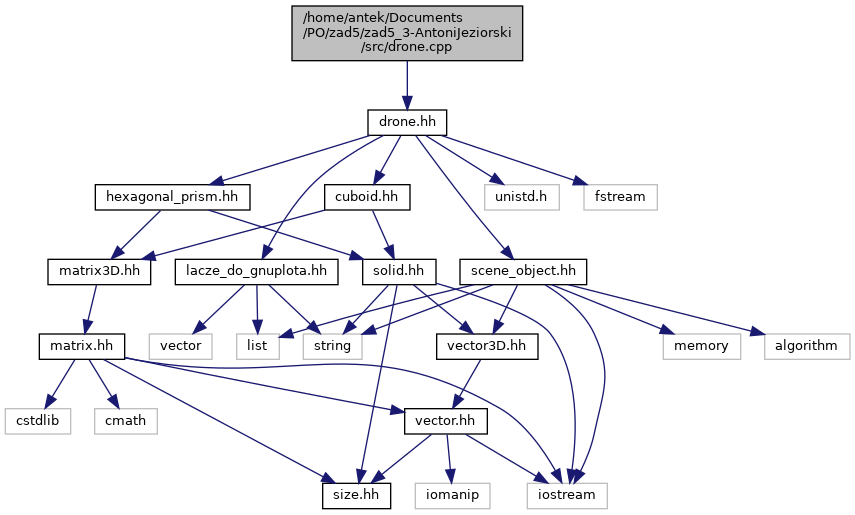 /home/antek/Documents
/PO/zad5/zad5_3-AntoniJeziorski
/src/drone.cpp
drone.hh
hexagonal_prism.hh
cuboid.hh
unistd.h
fstream
matrix3D.hh
lacze_do_gnuplota.hh
solid.hh
scene_object.hh
matrix.hh
vector
list
string
vector3D.hh
memory
algorithm
cstdlib
cmath
vector.hh
size.hh
iomanip
iostream